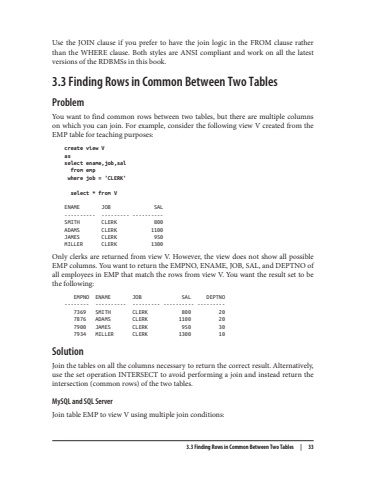 Use the JOIN clause if you prefer to have the join logic in the FROM clause rather
than the WHERE clause. Both styles are ANSI compliant and work on all the latest
versions of the RDBMSs in this book.
3.3 Finding Rows in Common Between Two Tables
Problem
You want to find common rows between two tables, but there are multiple columns
on which you can join. For example, consider the following view V created from the
EMP table for teaching purposes:
create view V
as
select ename,job,sal
from emp
where job = 'CLERK'
select * from V
ENAME JOB SAL
---------- --------- ----------
SMITH CLERK 800
ADAMS CLERK 1100
JAMES CLERK 950
MILLER CLERK 1300
Only clerks are returned from view V. However, the view does not show all possible
EMP columns. You want to return the EMPNO, ENAME, JOB, SAL, and DEPTNO of
all employees in EMP that match the rows from view V. You want the result set to be
the following:
EMPNO ENAME JOB SAL DEPTNO
-------- ---------- --------- ---------- ---------
7369 SMITH CLERK 800 20
7876 ADAMS CLERK 1100 20
7900 JAMES CLERK 950 30
7934 MILLER CLERK 1300 10
Solution
Join the tables on all the columns necessary to return the correct result. Alternatively,
use the set operation INTERSECT to avoid performing a join and instead return the
intersection (common rows) of the two tables.
MySQL and SQL Server
Join table EMP to view V using multiple join conditions:
3.3 Finding Rows in Common Between Two Tables | 33